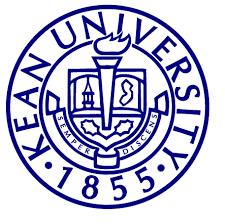 KEAN UNIVERSITY
· 1855 ·
SEMPER DISCENS